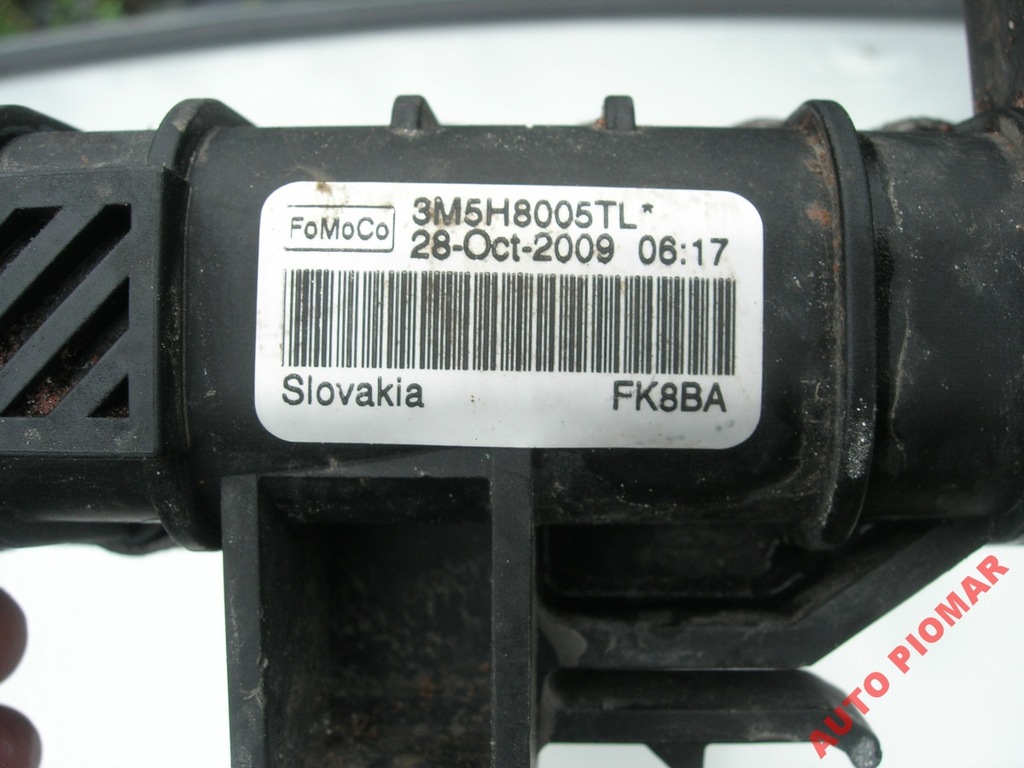 FoMoCo
3M5H8005TL*
28-Oct-2009 06:17
Slovakia FK8BA
AUTO PIOMAR